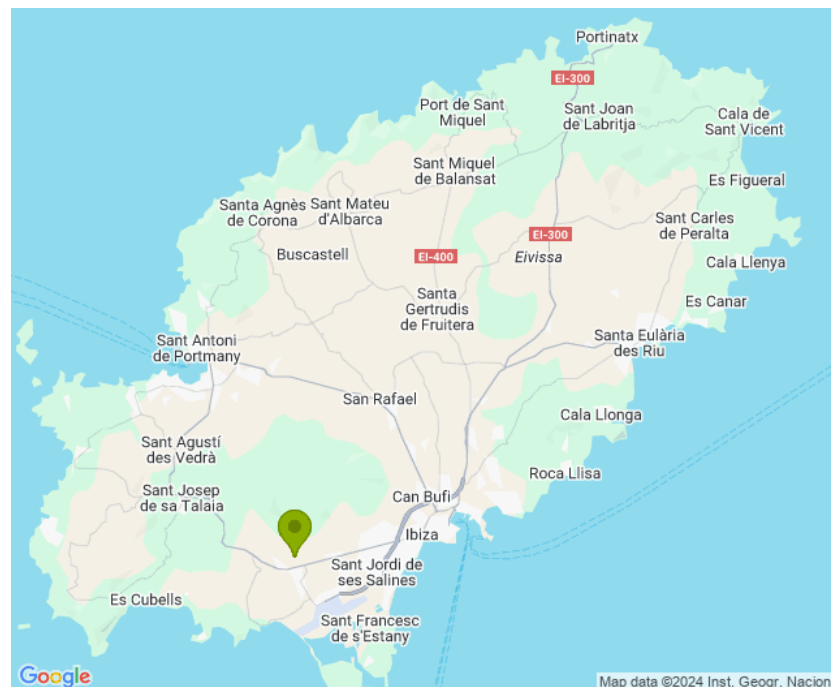 Portinatx
EI-300
Port de Sant
Miquel
Sant Joan
de Labritja
Cala de
Sant Vicent
Sant Miquel
de Balansat
Es Figueral
Santa Agnès
de Corona
Sant Mateu
d'Albarca
Sant Carles
de Peralta
EI-300
Buscastell
EI-400
Eivissa
Cala Llenya
Santa
Gertrudis
de Fruitera
Es Canar
Sant Antoni
de Portmany
Santa Eulària
des Riu
San Rafael
Cala Llonga
Sant Agustí
des Vedrà
Roca Llisa
Sant Josep
de sa Talaia
Can Bufi
Ibiza
Sant Jordi de
ses Salines
Es Cubells
Sant Francesc
de s'Estany
Google
Map data ©2024 Inst. Geogr. Nacion